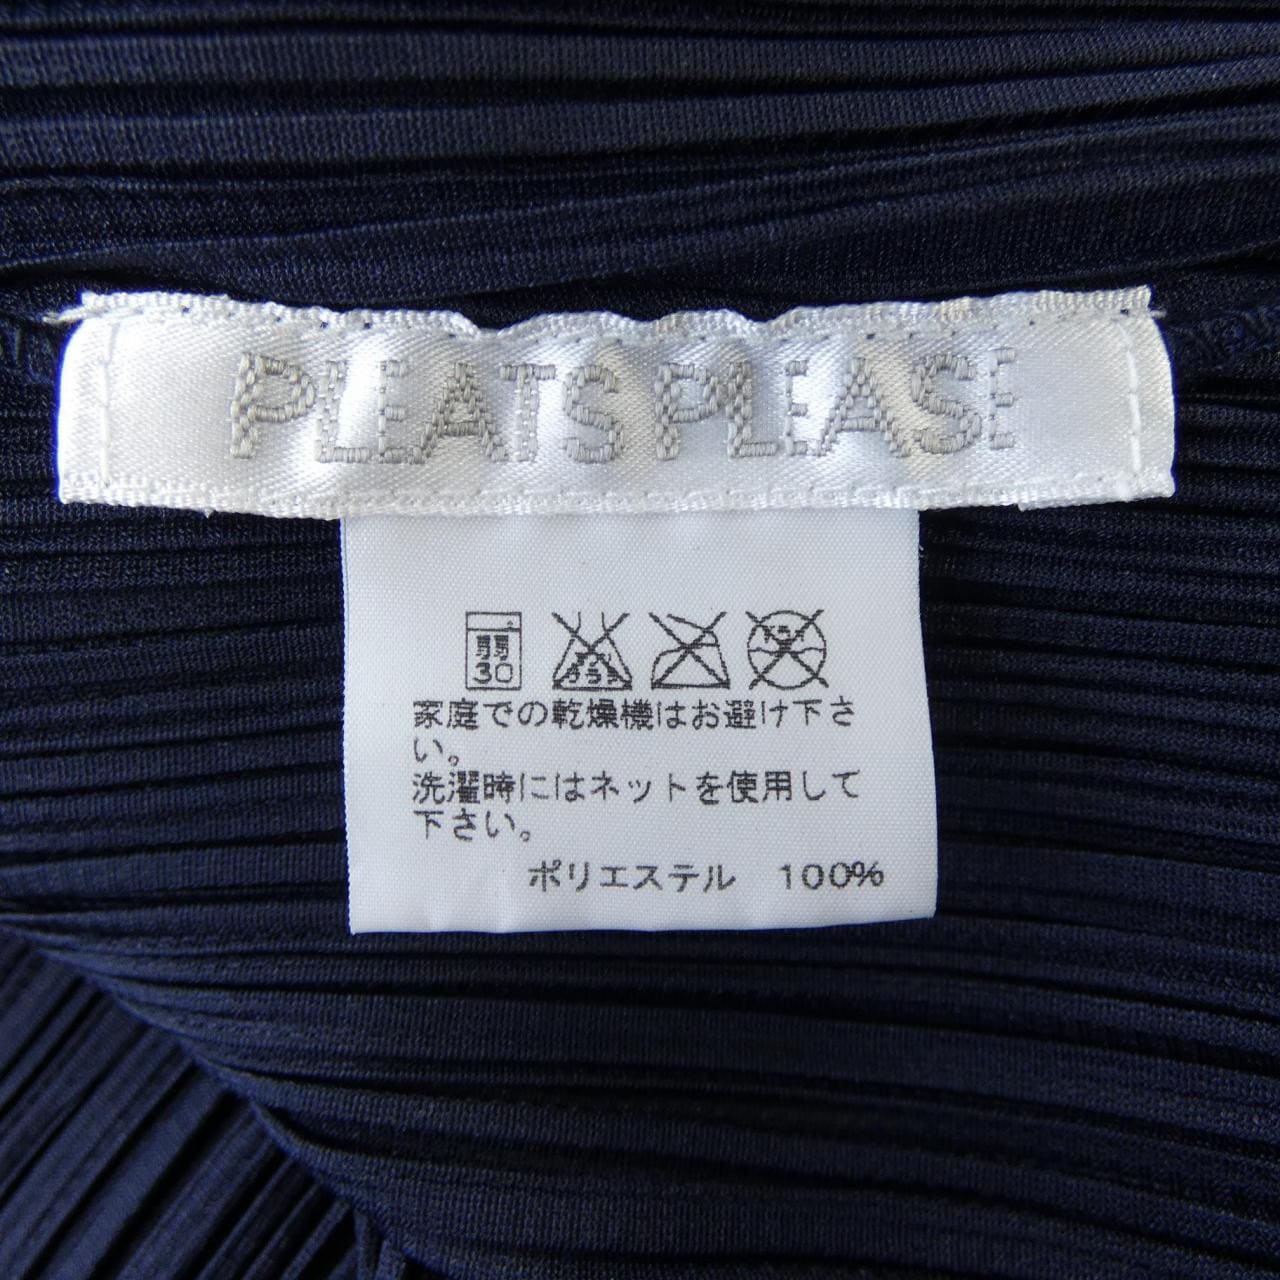 PLEATS PLEASE
弱
30
家庭での乾燥機はお避け下さ
い。
洗濯時にはネットを使用して
下さい。
ポリエステル 100%